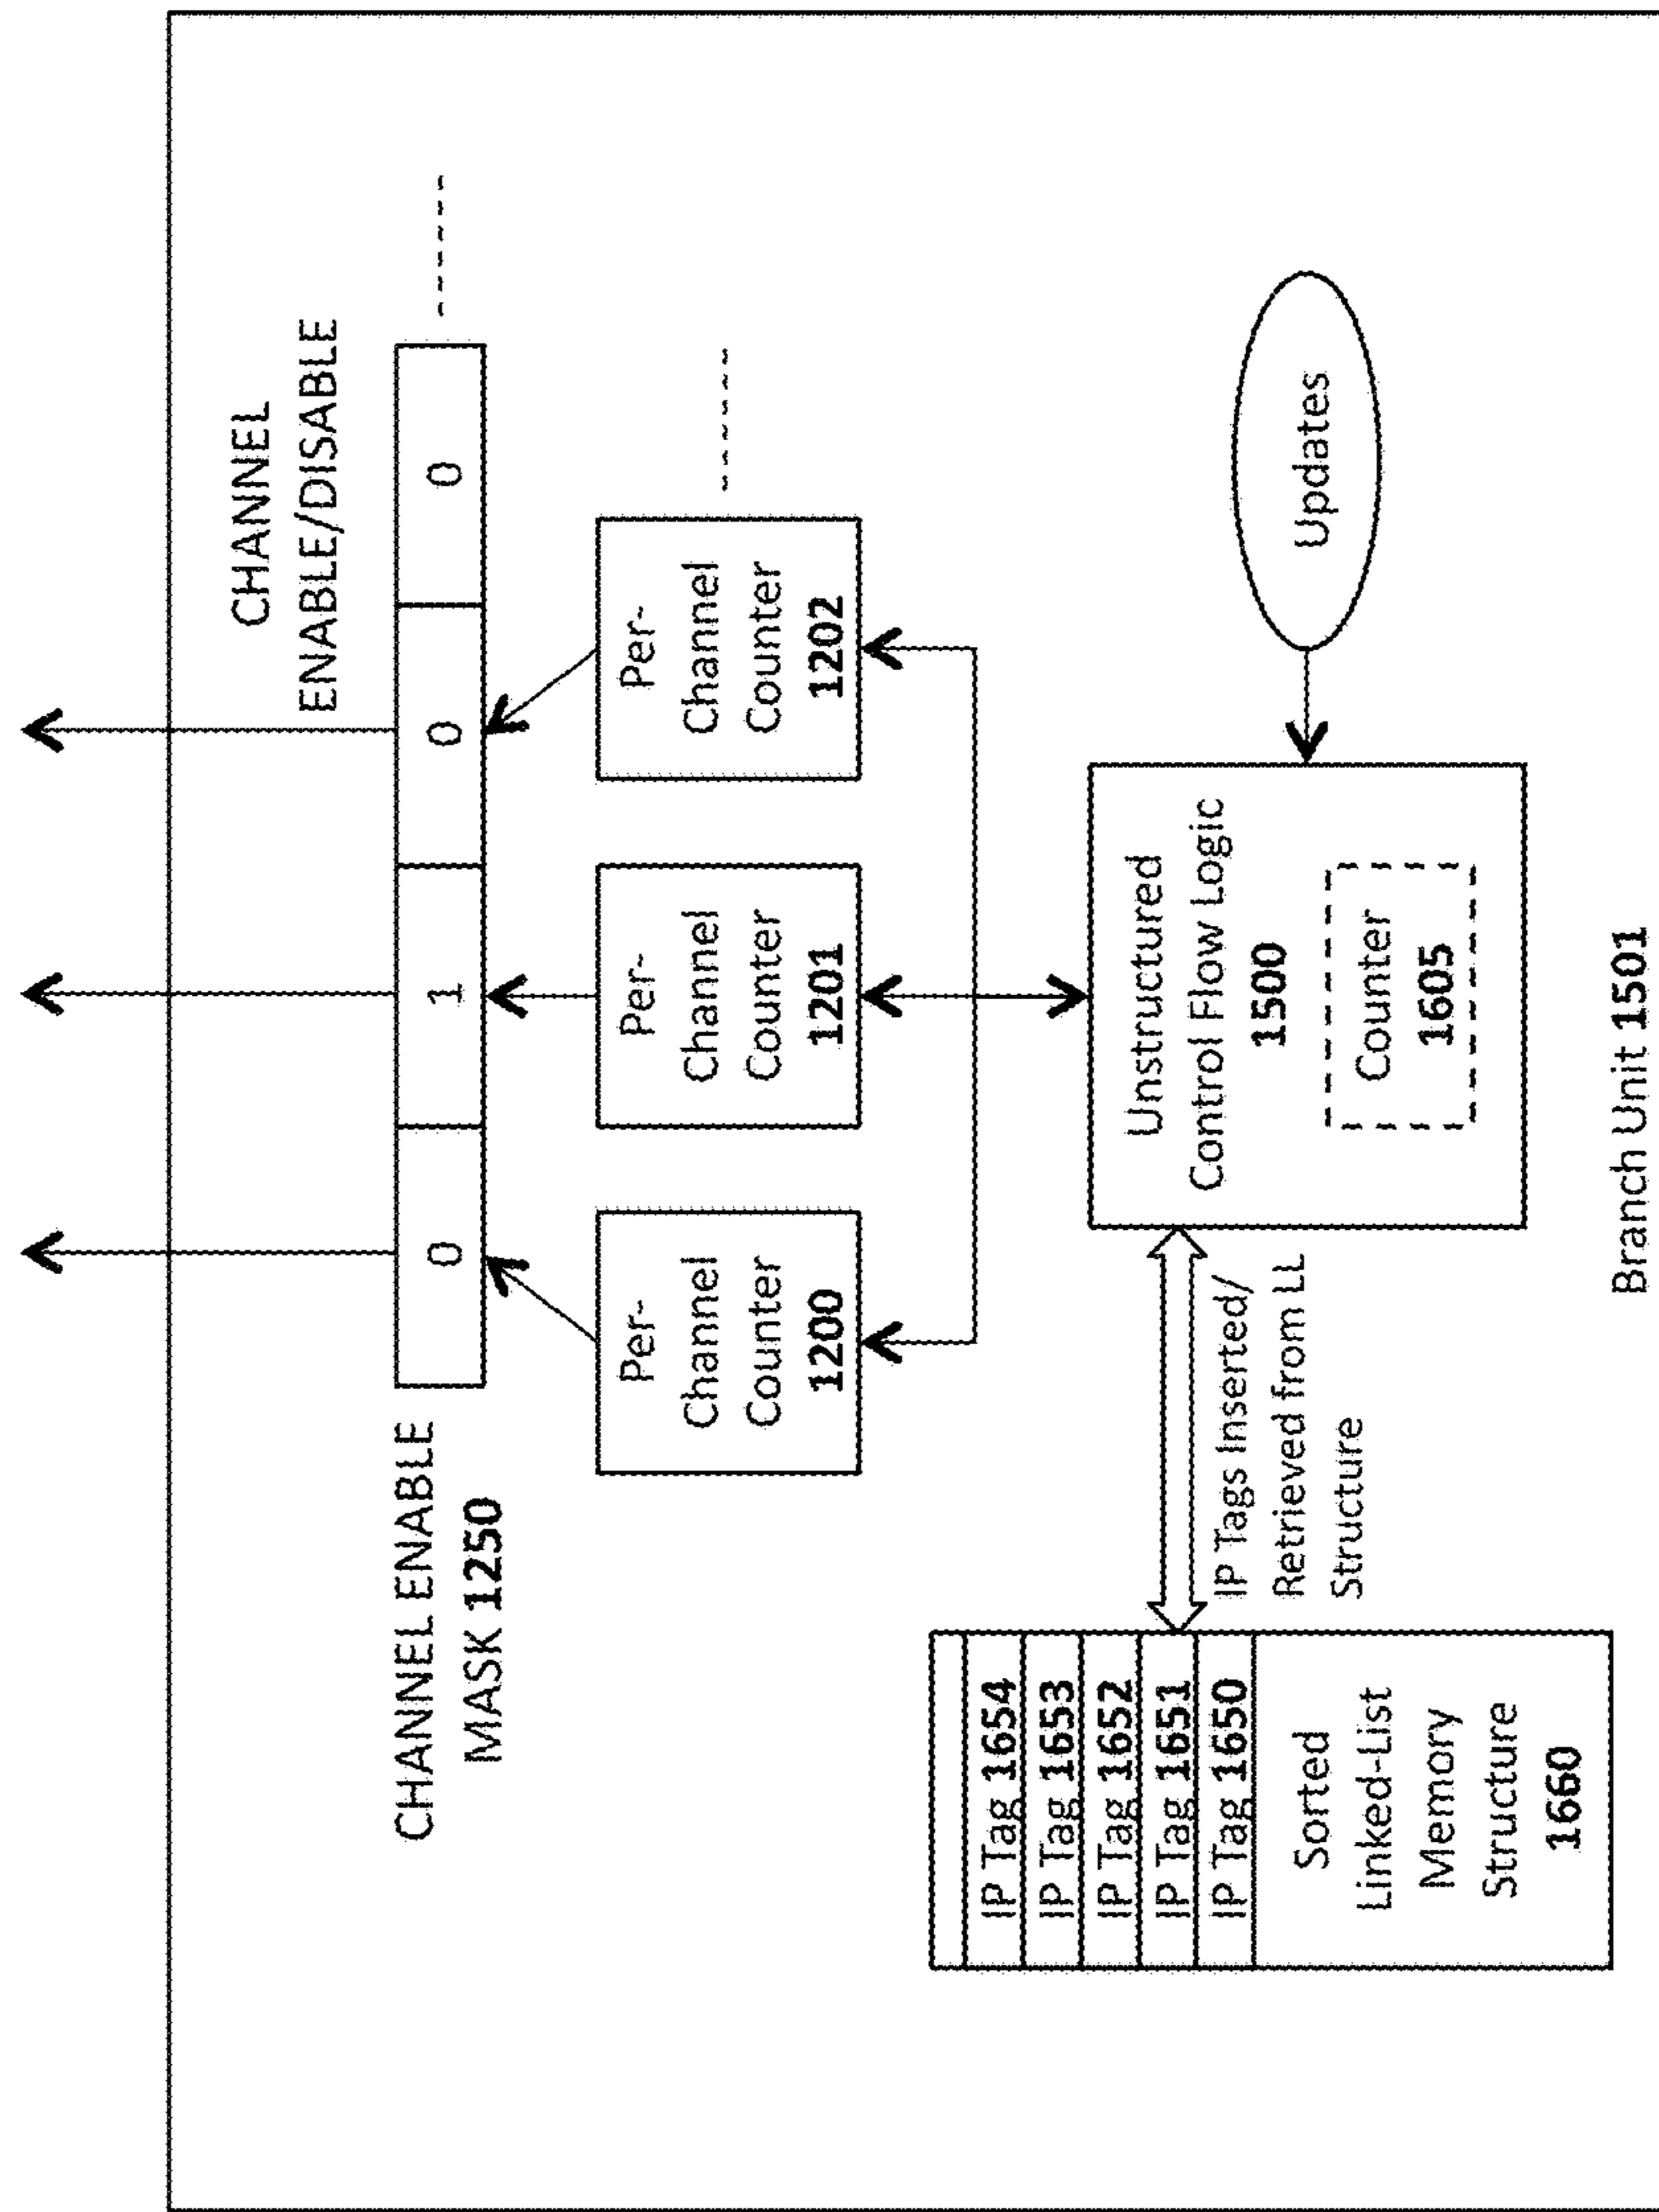 CHANNEL
ENABLE/DISABLE
CHANNEL ENABLE
MASK 1250
0
1
0
0
Per-
Channel
Counter
1200
Per-
Channel
Counter
1201
Per-
Channel
Counter
1202
IP Tag 1654
IP Tag 1653
IP Tag 1652
IP Tag 1651
IP Tag 1650
Sorted
Linked-List
Memory
Structure
1660
IP Tags Inserted/
Retrieved from LL
Structure
Unstructured
Control Flow Logic
1500
Counter
1605
Updates
Branch Unit 1501